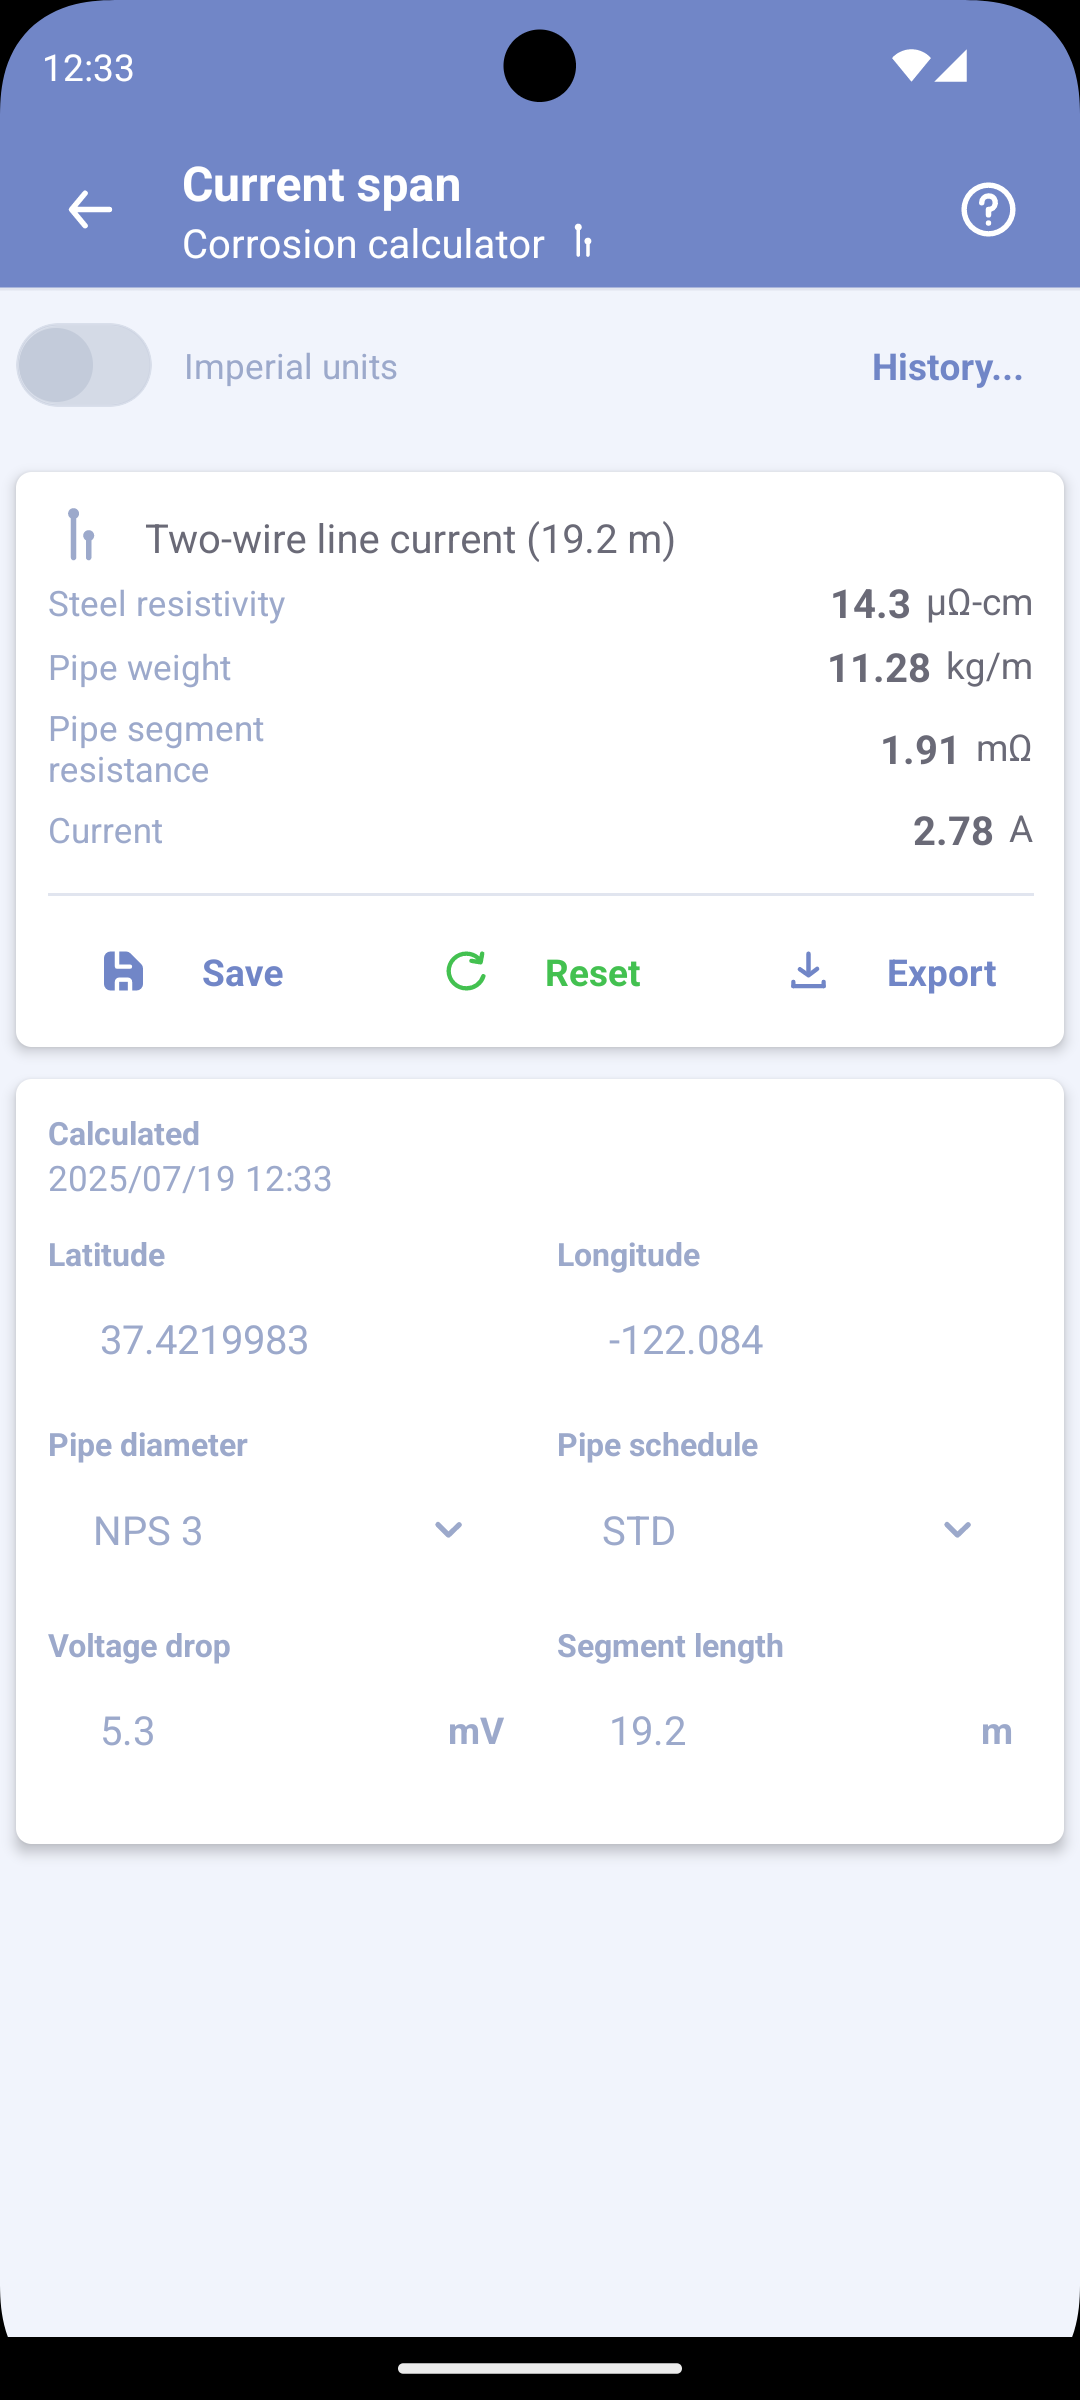 12:33
Current span
Corrosion calculator
Imperial units
History...
Two-wire line current (19.2 m)
Steel resistivity 14.3 μΩ-cm
Pipe weight 11.28 kg/m
Pipe segment
resistance 1.91 mΩ
Current 2.78 A
Save Reset Export
Calculated
2025/07/19 12:33
Latitude Longitude
37.4219983 -122.084
Pipe diameter Pipe schedule
NPS 3 STD
Voltage drop Segment length
5.3 mV 19.2 m